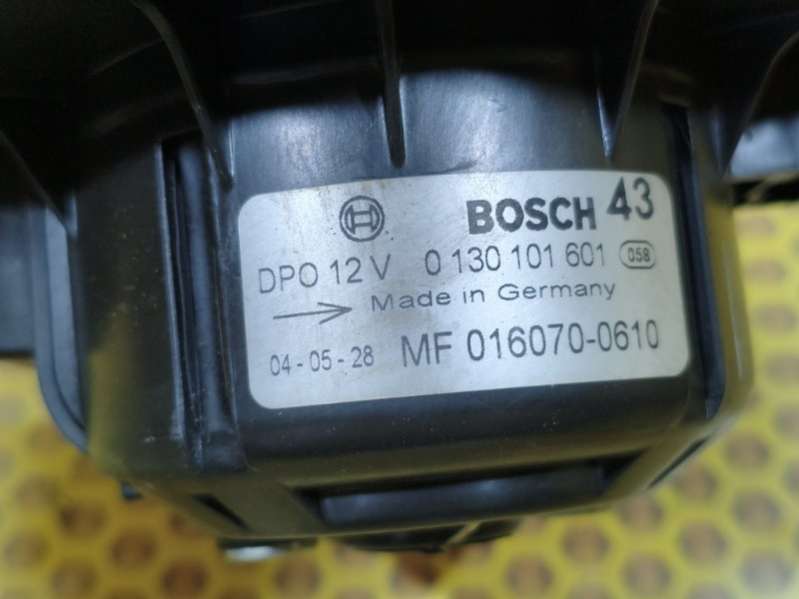 BOSCH 43
DPO 12 V 0 130 101 601 058
Made in Germany
04-05-28 MF 016070-0610